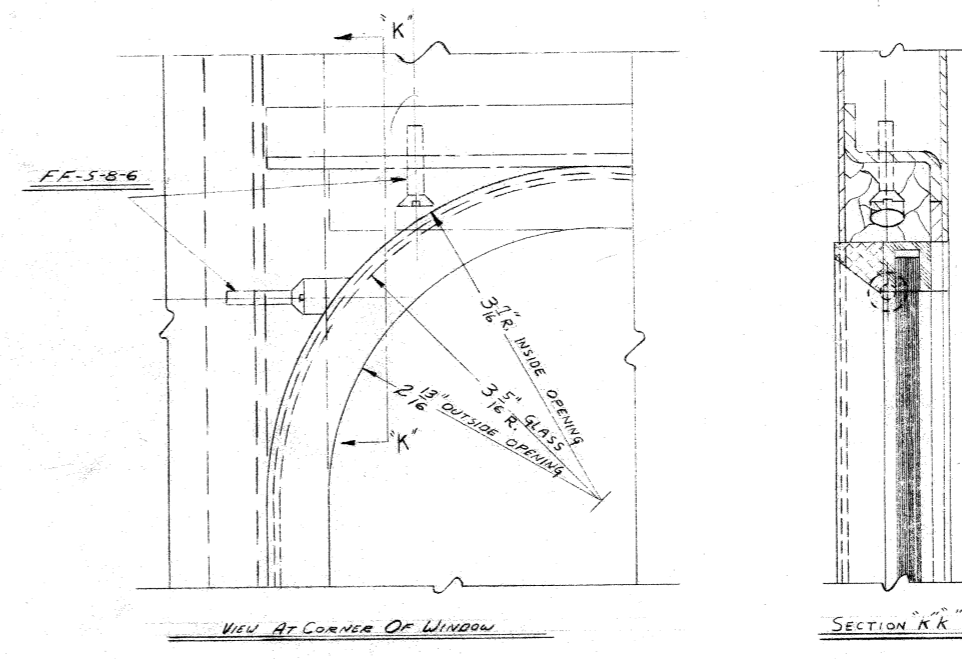 "K"
FF-5-8-6
3 7/16" R. INSIDE OPENING
3 5/16" R. GLASS
2 13/16" OUTSIDE OPENING
"K"
VIEW AT CORNER OF WINDOW
SECTION "K" K"